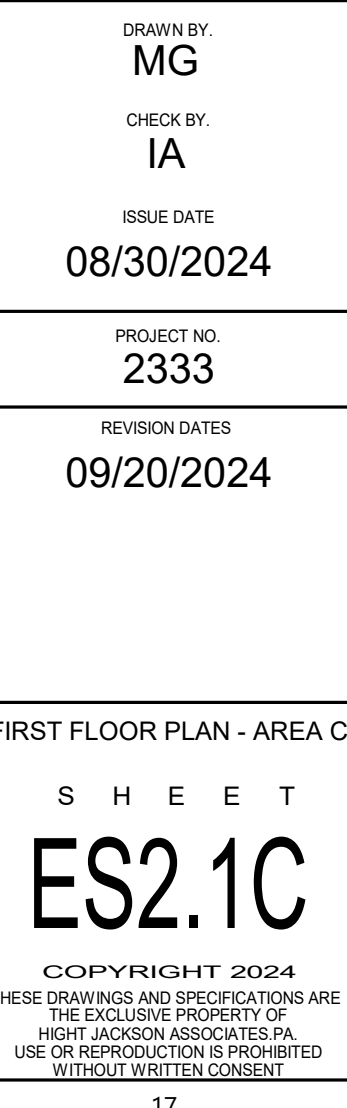 DRAWN BY.
MG
CHECK BY.
IA
ISSUE DATE
08/30/2024
PROJECT NO.
2333
REVISION DATES
09/20/2024
FIRST FLOOR PLAN - AREA C
S H E E T
ES2.1C
COPYRIGHT 2024
HESE DRAWINGS AND SPECIFICATIONS ARE
THE EXCLUSIVE PROPERTY OF
HIGHT JACKSON ASSOCIATES.PA.
USE OR REPRODUCTION IS PROHIBITED
WITHOUT WRITTEN CONSENT
17